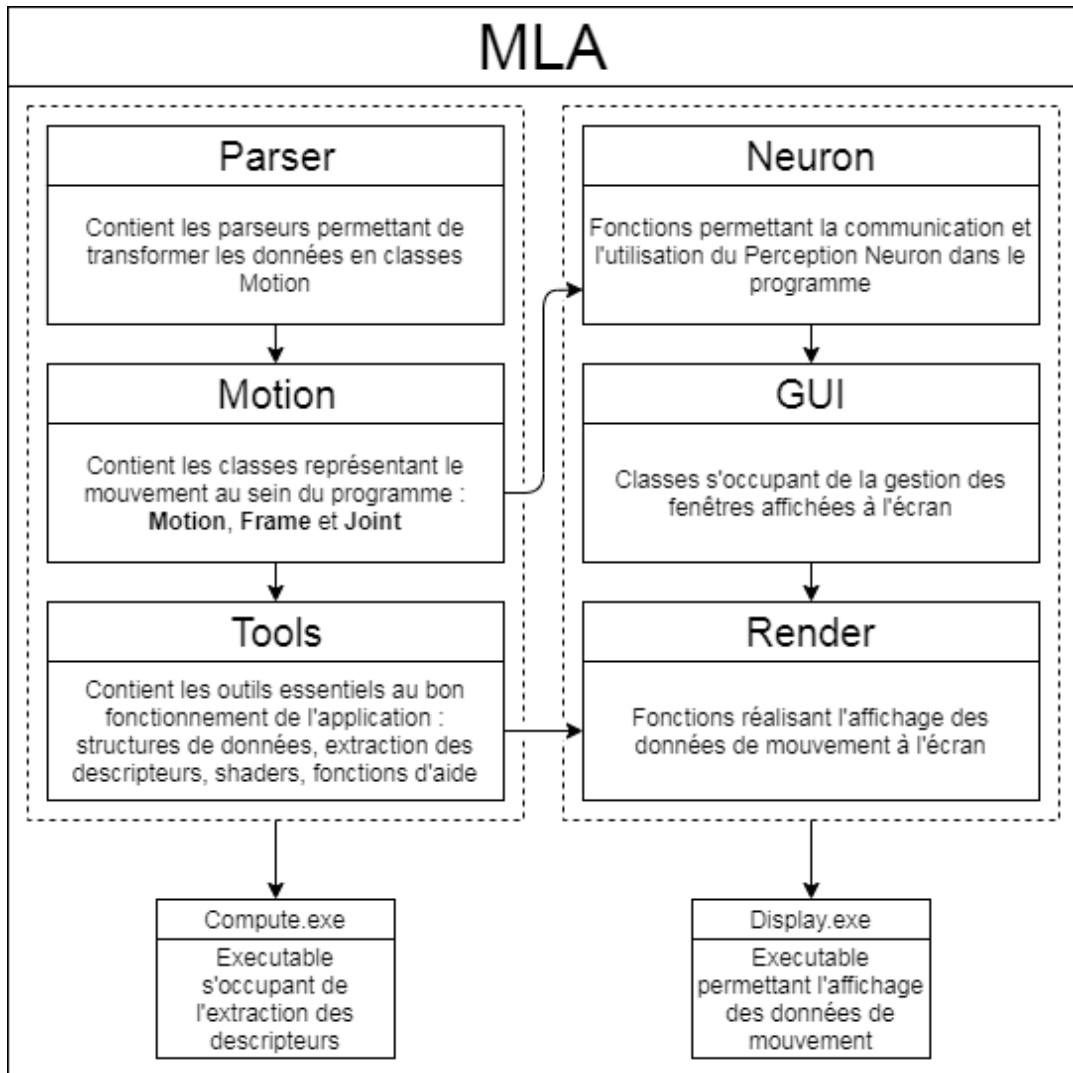 MLA
Parser
Contient les parseurs permettant de
transformer les données en classes
Motion
Motion
Contient les classes représentant le
mouvement au sein du programme :
Motion, Frame et Joint
Tools
Contient les outils essentiels au bon
fonctionnement de l'application :
structures de données, extraction des
descripteurs, shaders, fonctions d'aide
Compute.exe
Executable
s'occupant de
l'extraction des
descripteurs
Neuron
Fonctions permettant la communication et
l'utilisation du Perception Neuron dans le
programme
GUI
Classes s'occupant de la gestion des
fenêtres affichées à l'écran
Render
Fonctions réalisant l'affichage des
données de mouvement à l'écran
Display.exe
Executable
permettant l'affichage
des données de
mouvement